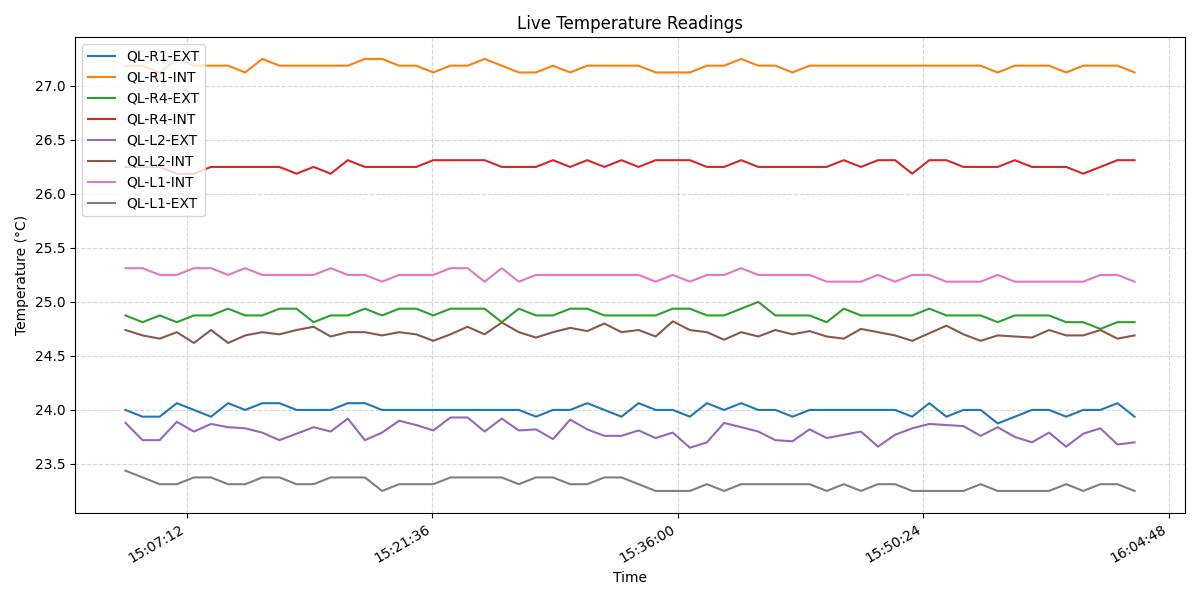 Live Temperature Readings
QL-R1-EXT
QL-R1-INT
QL-R4-EXT
QL-R4-INT
QL-L2-EXT
QL-L2-INT
QL-L1-INT
QL-L1-EXT
Temperature (°C)
27.0
26.5
26.0
25.5
25.0
24.5
24.0
23.5
15:07:12
15:21:36
15:36:00
15:50:24
16:04:48
Time